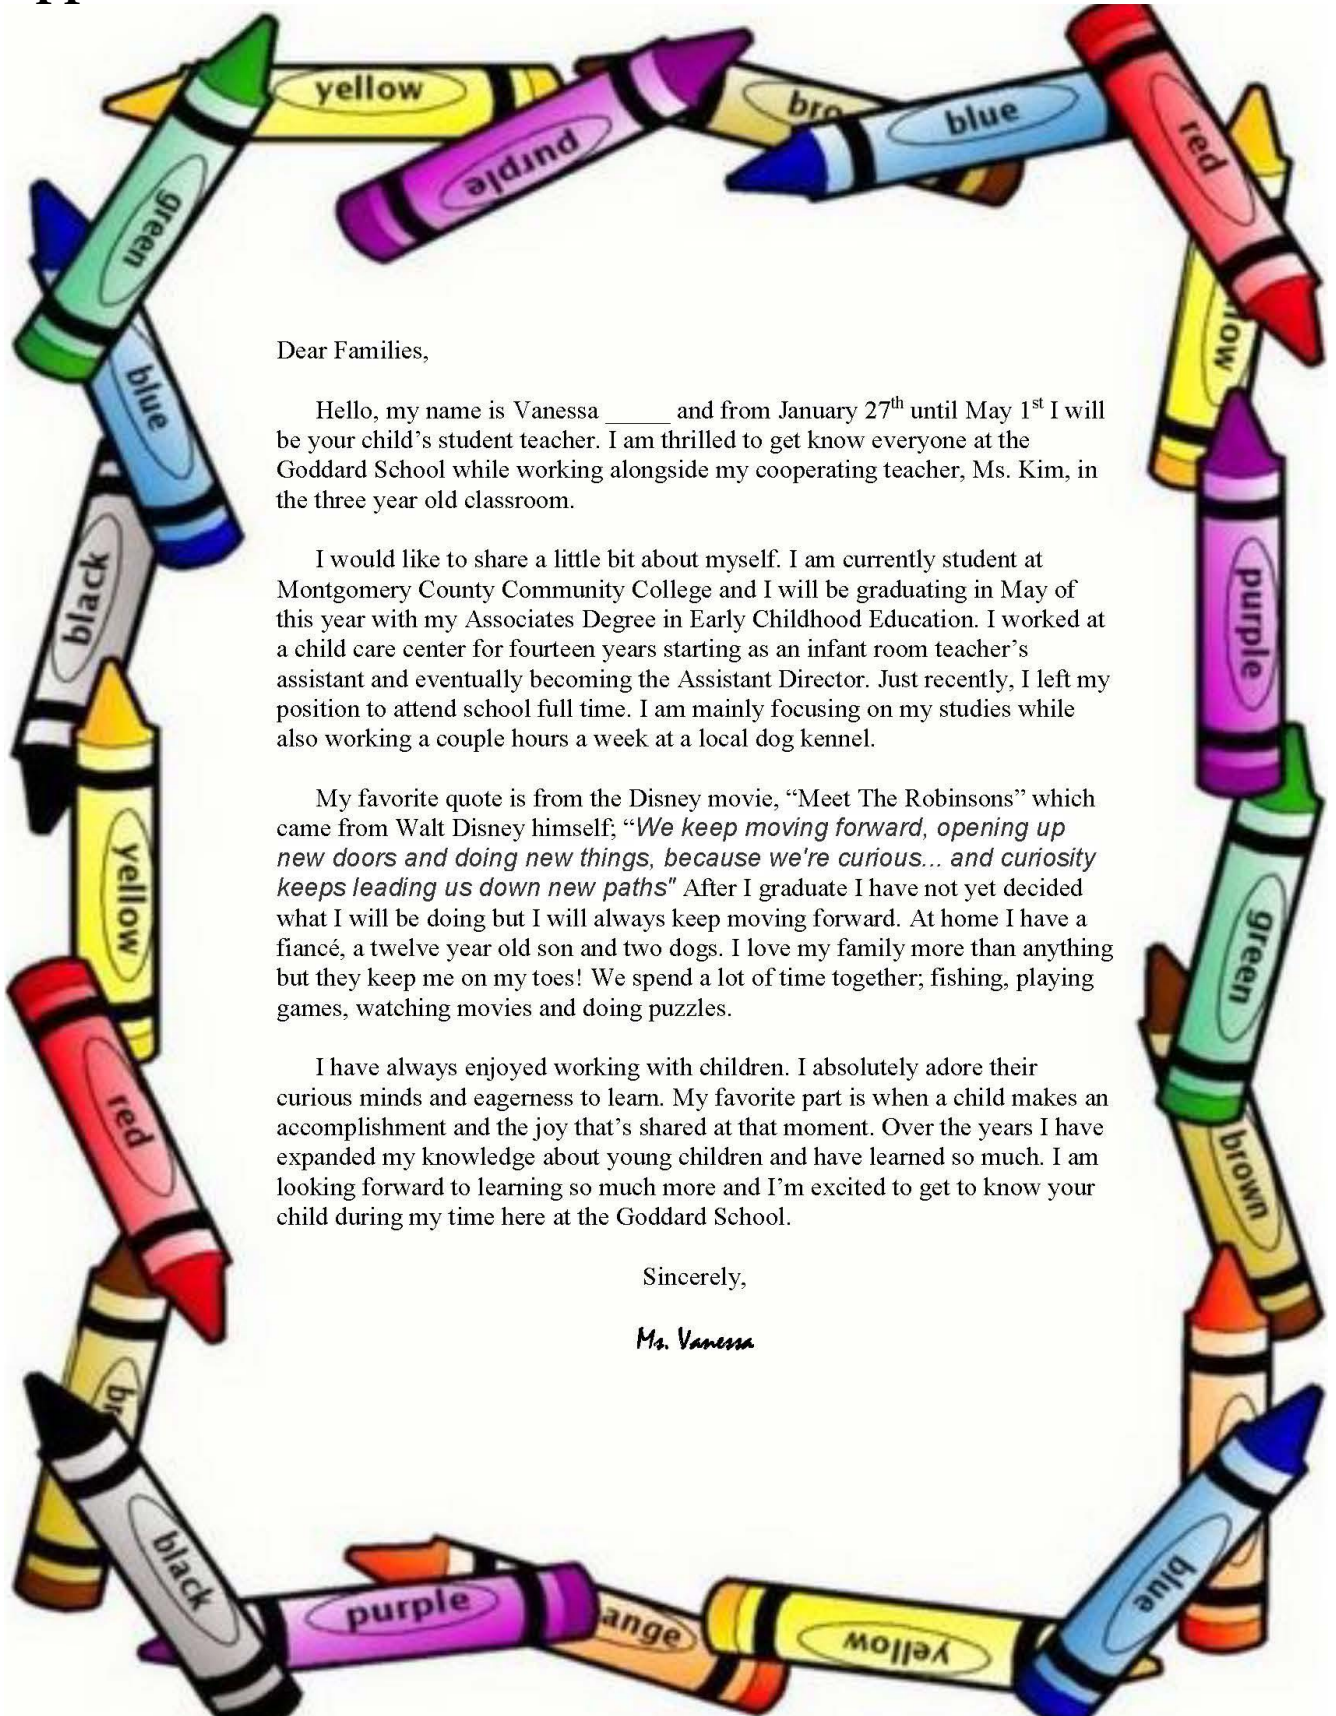 yellow
purple
bro
blue
red
green
low
blue
Dear Families,
Hello, my name is Vanessa _____ and from January 27th until May 1st I will
be your child’s student teacher. I am thrilled to get know everyone at the
Goddard School while working alongside my cooperating teacher, Ms. Kim, in
the three year old classroom.
I would like to share a little bit about myself. I am currently student at
Montgomery County Community College and I will be graduating in May of
this year with my Associates Degree in Early Childhood Education. I worked at
a child care center for fourteen years starting as an infant room teacher’s
assistant and eventually becoming the Assistant Director. Just recently, I left my
position to attend school full time. I am mainly focusing on my studies while
also working a couple hours a week at a local dog kennel.
My favorite quote is from the Disney movie, “Meet The Robinsons” which
came from Walt Disney himself; “We keep moving forward, opening up
new doors and doing new things, because we're curious... and curiosity
keeps leading us down new paths" After I graduate I have not yet decided
what I will be doing but I will always keep moving forward. At home I have a
fiancé, a twelve year old son and two dogs. I love my family more than anything
but they keep me on my toes! We spend a lot of time together; fishing, playing
games, watching movies and doing puzzles.
I have always enjoyed working with children. I absolutely adore their
curious minds and eagerness to learn. My favorite part is when a child makes an
accomplishment and the joy that’s shared at that moment. Over the years I have
expanded my knowledge about young children and have learned so much. I am
looking forward to learning so much more and I’m excited to get to know your
child during my time here at the Goddard School.
Sincerely,
Ms. Vanessa
black
purple
yellow
green
red
brown
br
black
blue
purple
ange
yellow